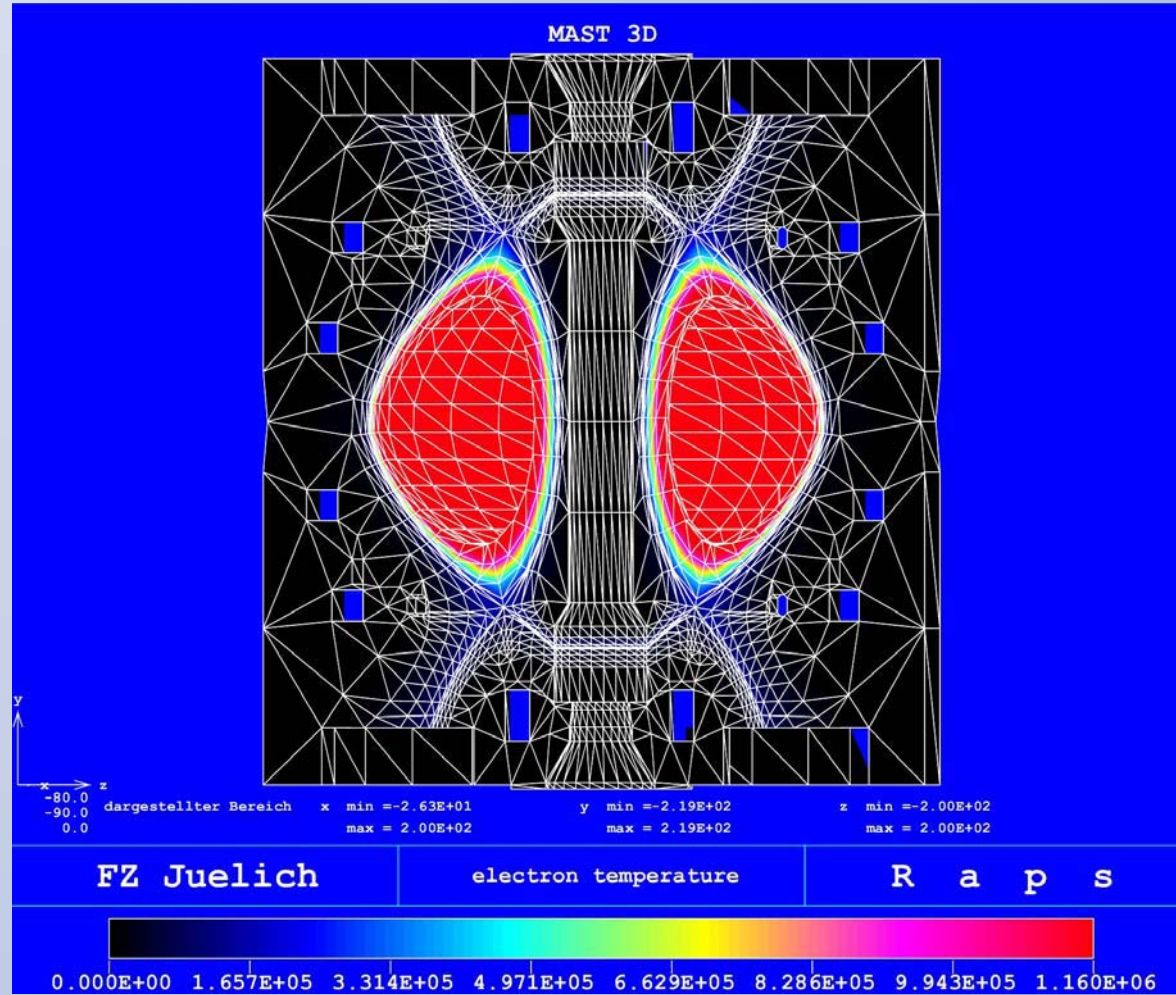 MAST 3D
y
x z
-80.0
-90.0
0.0
dargestellter Bereich x min =-2.63E+01 y min =-2.19E+02 z min =-2.00E+02
max = 2.00E+02 max = 2.19E+02 max = 2.00E+02
FZ Juelich electron temperature R a p s
0.000E+00 1.657E+05 3.314E+05 4.971E+05 6.629E+05 8.286E+05 9.943E+05 1.160E+06